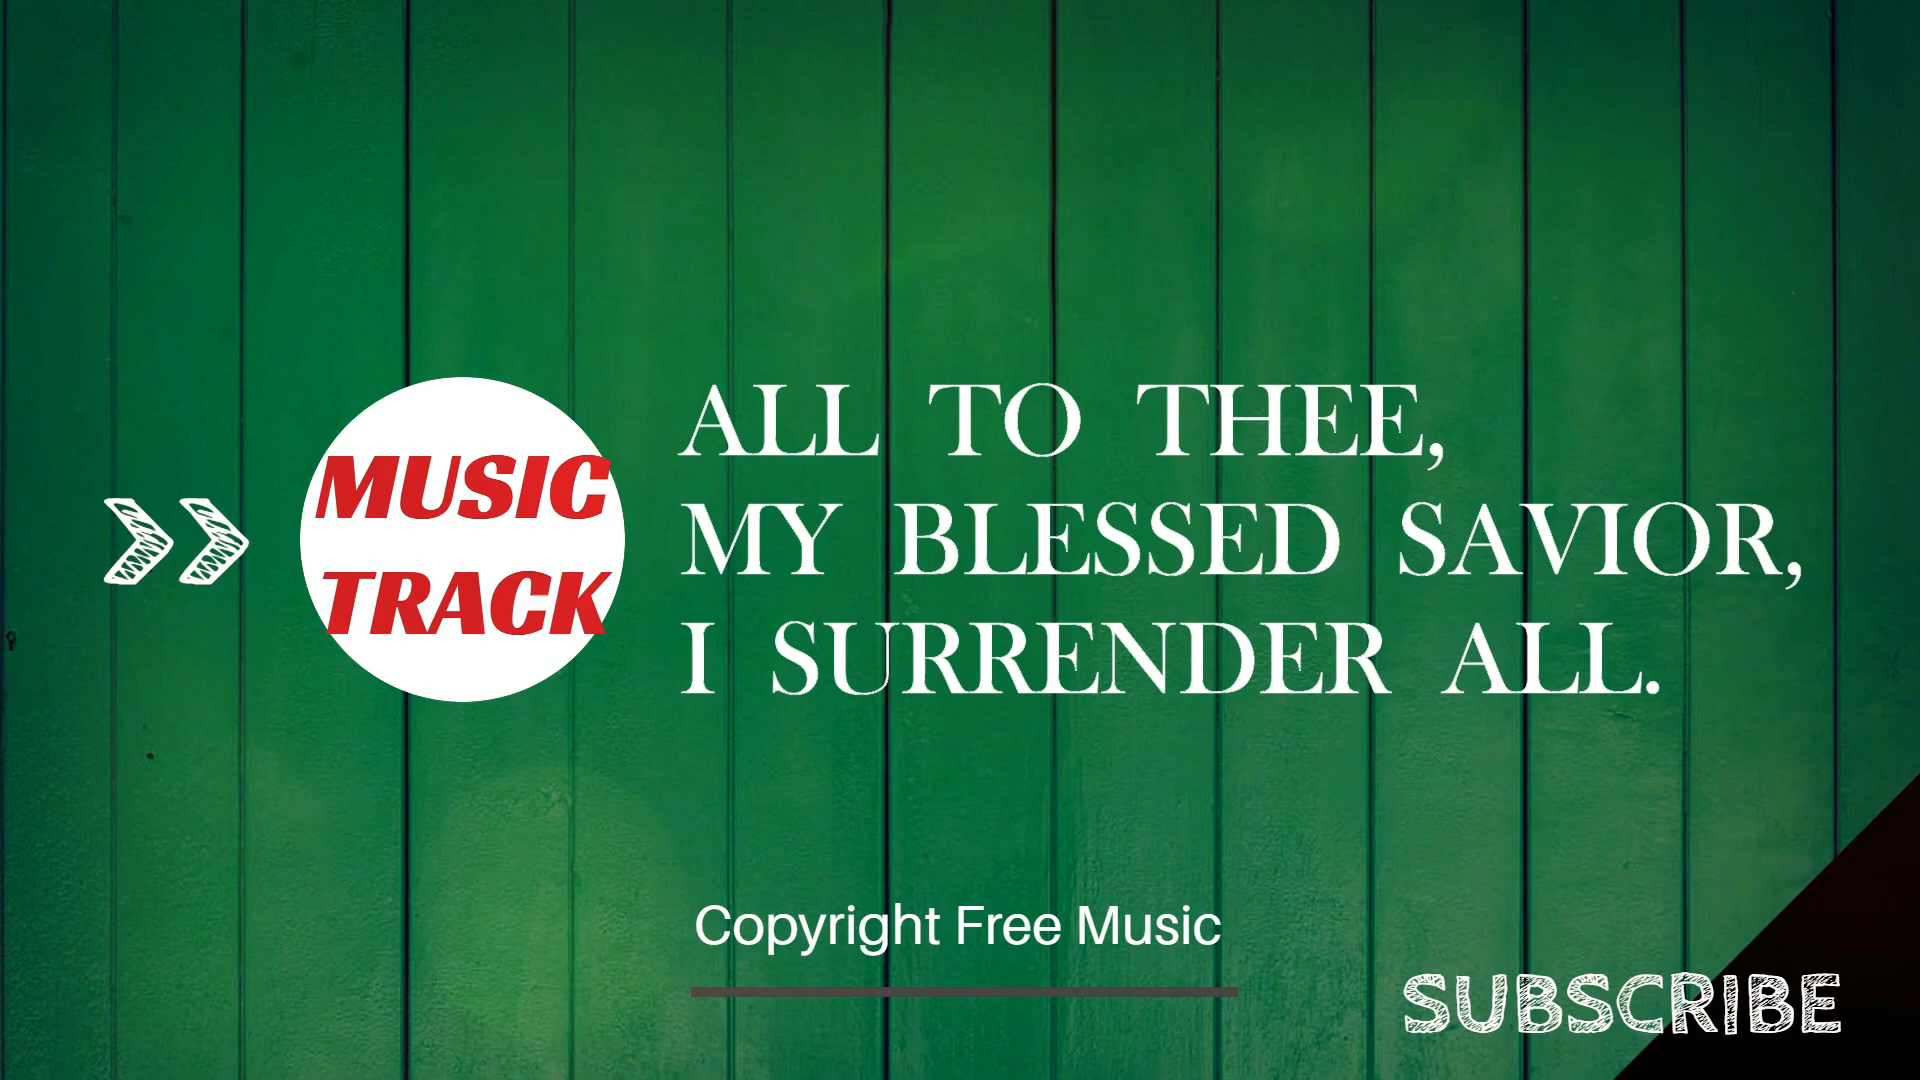 MUSIC
TRACK
ALL TO THEE,
MY BLESSED SAVIOR,
I SURRENDER ALL.
Copyright Free Music
SUBSCRIBE